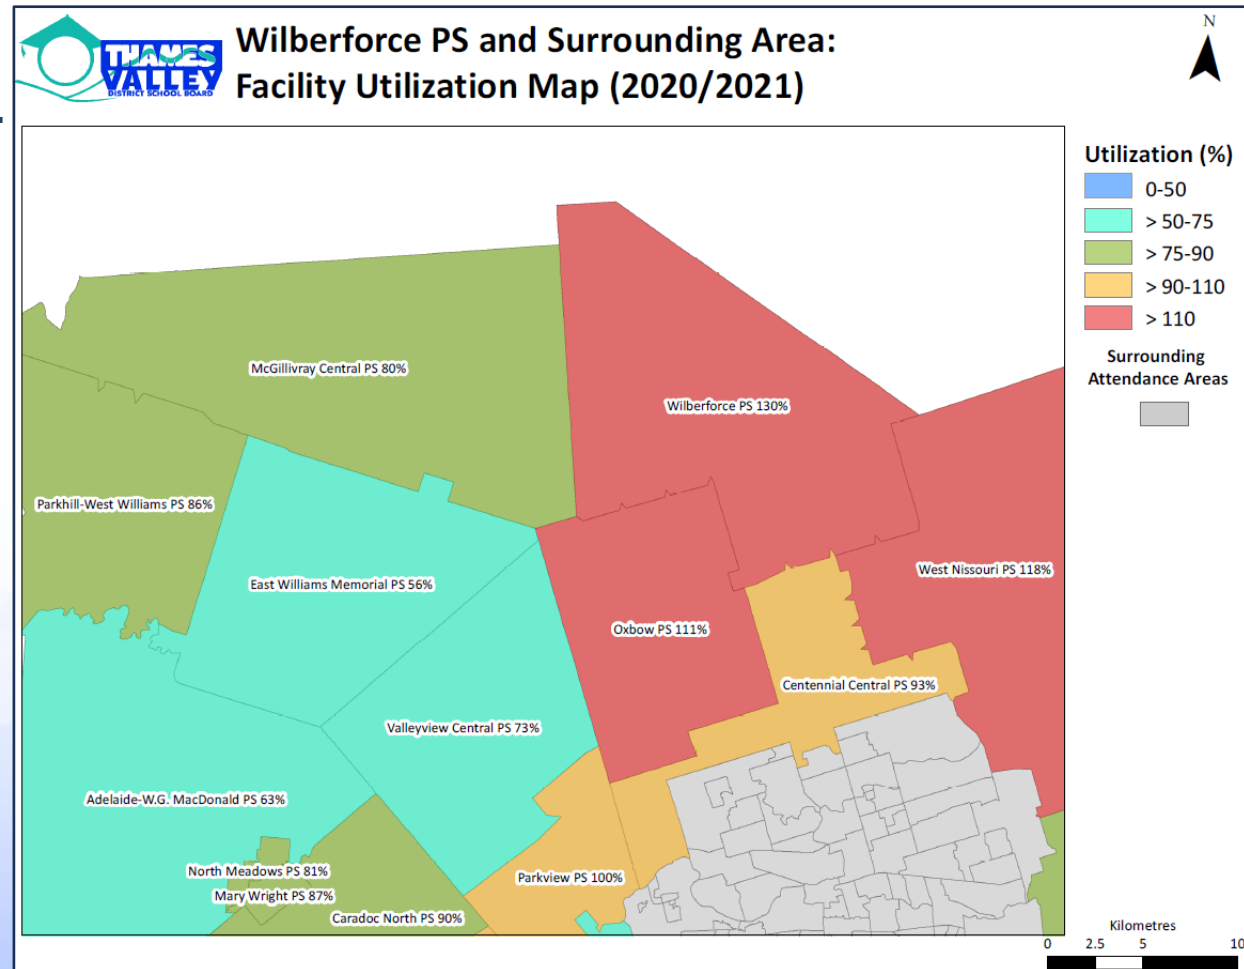 THAMES
VALLEY
DISTRICT SCHOOL BOARD
Wilberforce PS and Surrounding Area:
Facility Utilization Map (2020/2021)
N
Utilization (%)
0-50
> 50-75
> 75-90
> 90-110
> 110
Surrounding
Attendance Areas
McGillivray Central PS 80%
Wilberforce PS 130%
Parkhill-West Williams PS 86%
East Williams Memorial PS 56%
West Nissouri PS 118%
Oxbow PS 111%
Centennial Central PS 93%
Valleyview Central PS 73%
Adelaide-W.G. MacDonald PS 63%
North Meadows PS 81%
Parkview PS 100%
Mary Wright PS 87%
Caradoc North PS 90%
Kilometres
0 2.5 5 10